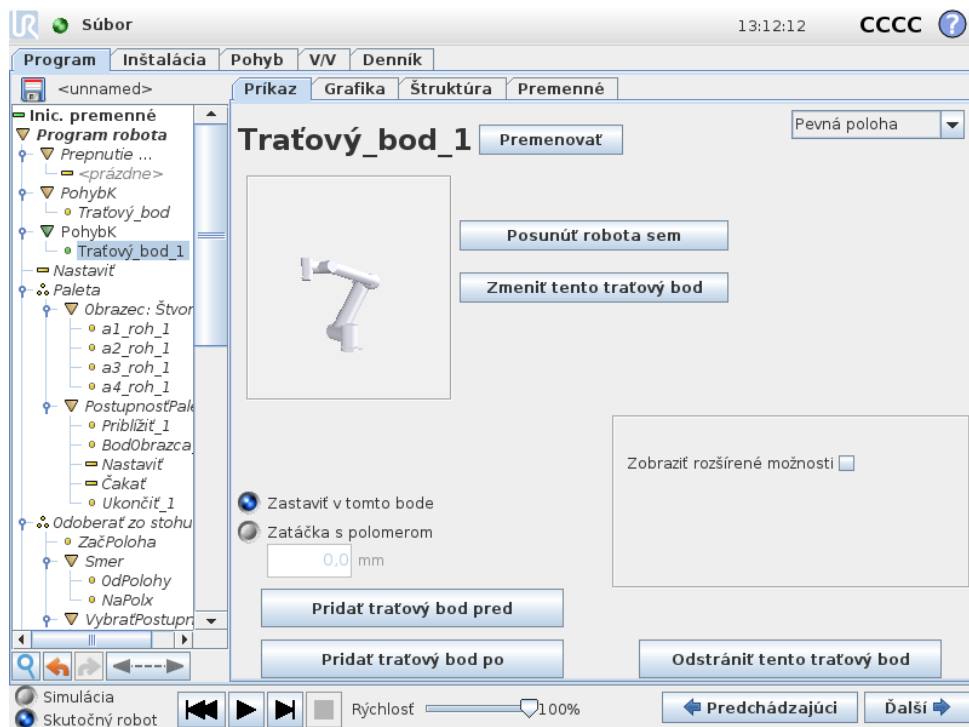 UR Súbor 13:12:12 CCCC ?
Program Inštalácia Pohyb V/V Denník
<unnamed> Príkaz Grafika Štruktúra Premenné
Inic. premenné
Program robota
Prepnutie ...
<prázdne>
PohybK
Traťový_bod
PohybK
Traťový_bod_1
Nastaviť
Paleta
Obrazec: Štvor
a1_roh_1
a2_roh_1
a3_roh_1
a4_roh_1
PostupnosťPale
Priblížiť_1
BodObrazca
Nastaviť
Čakať
Ukončiť_1
Odoberať zo stohu
ZačPoloha
Smer
OdPolohy
NaPolx
VybraťPostupn
Traťový_bod_1 Premenovať Pevná poloha
Posunúť robota sem
Zmeniť tento traťový bod
Zobraziť rozšírené možnosti
Zastaviť v tomto bode
Zatáčka s polomerom
0,0 mm
Pridať traťový bod pred
Pridať traťový bod po Odstrániť tento traťový bod
Simulácia
Skutočný robot
Rýchlosť 100% Predchádzajúci Ďalší